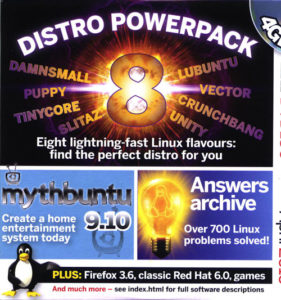 DISTRO POWERPACK
4G
DAMNSMALL
LUBUNTU
PUPPY
8
VECTOR
TINYCORE
CRUNCHBANG
SLITAZ
UNITY
Eight lightning-fast Linux flavours:
find the perfect distro for you
mythbuntu
9.10
Create a home
entertainment
system today
Answers
archive
Over 700 Linux
problems solved!
PLUS: Firefox 3.6, classic Red Hat 6.0, games
And much more – see index.html for full software descriptions